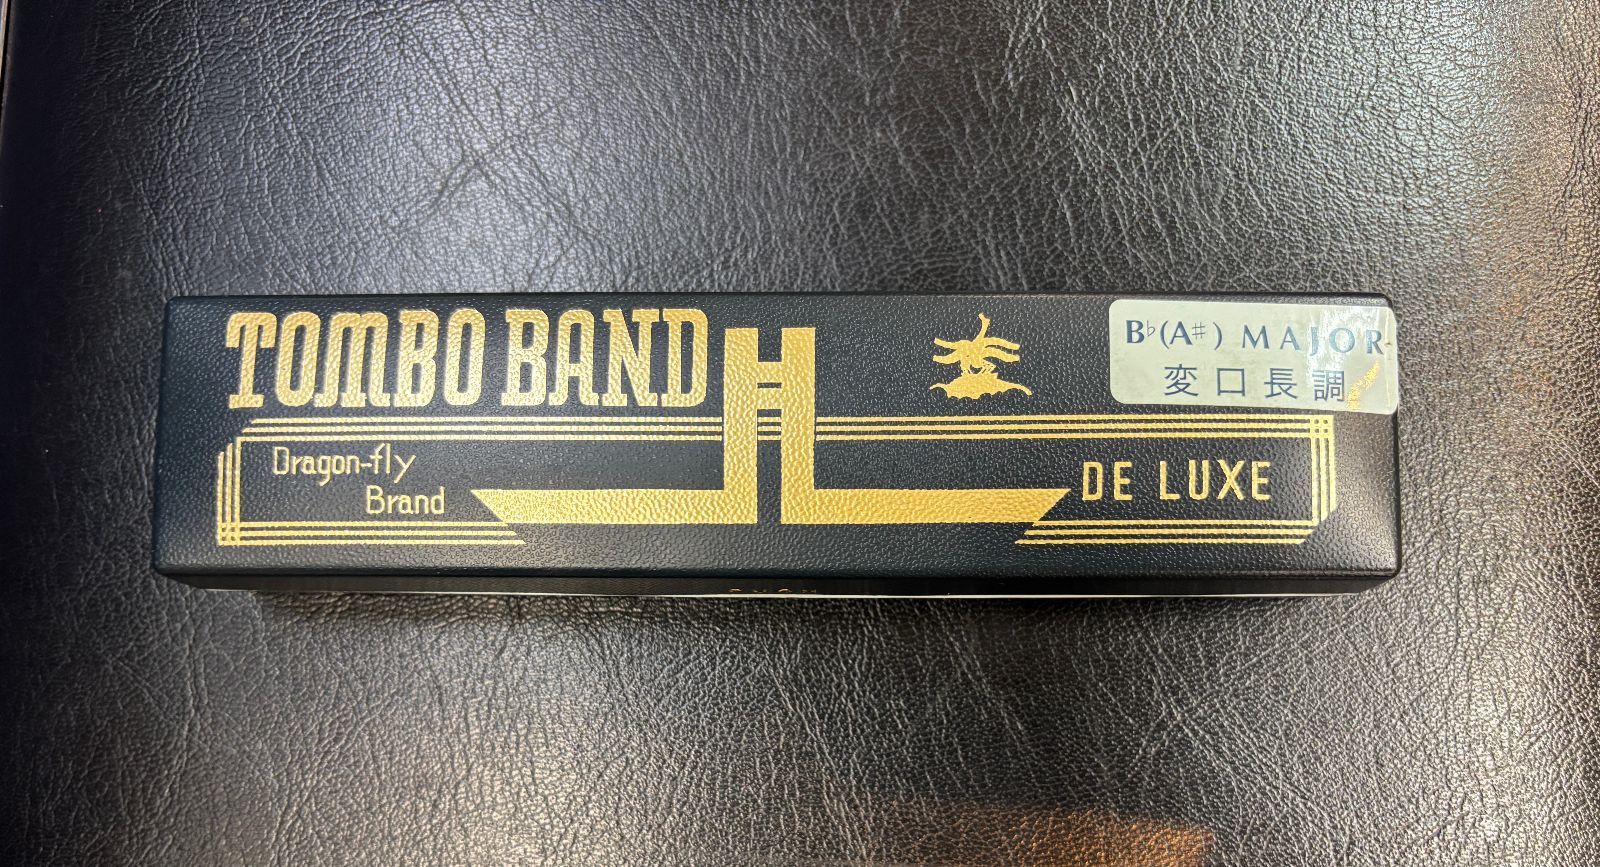 TOMBO BAND
B♭(A♯) MAJOR
変ロ長調
Dragon-fly
Brand
DE LUXE